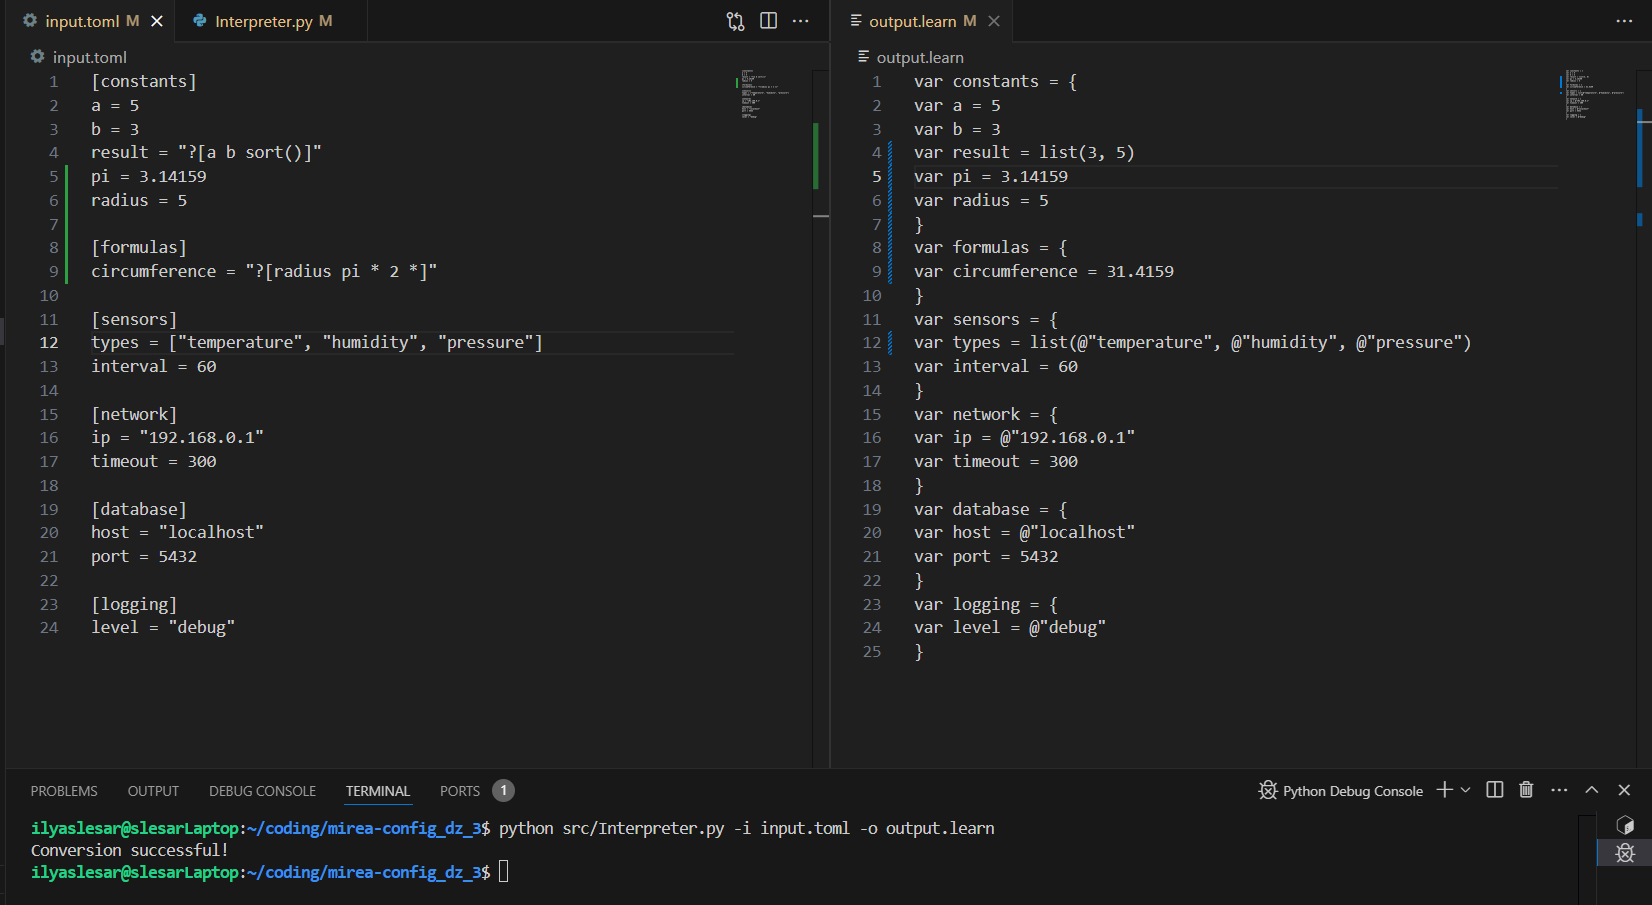 input.toml M
Interpreter.py M
output.learn M
input.toml
1 [constants]
2 a = 5
3 b = 3
4 result = "?[a b sort()]"
5 pi = 3.14159
6 radius = 5
7
8 [formulas]
9 circumference = "?[radius pi * 2 *]"
10
11 [sensors]
12 types = ["temperature", "humidity", "pressure"]
13 interval = 60
14
15 [network]
16 ip = "192.168.0.1"
17 timeout = 300
18
19 [database]
20 host = "localhost"
21 port = 5432
22
23 [logging]
24 level = "debug"
output.learn
1 var constants = {
2 var a = 5
3 var b = 3
4 var result = list(3, 5)
5 var pi = 3.14159
6 var radius = 5
7 }
8 var formulas = {
9 var circumference = 31.4159
10 }
11 var sensors = {
12 var types = list(@"temperature", @"humidity", @"pressure")
13 var interval = 60
14 }
15 var network = {
16 var ip = @"192.168.0.1"
17 var timeout = 300
18 }
19 var database = {
20 var host = @"localhost"
21 var port = 5432
22 }
23 var logging = {
24 var level = @"debug"
25 }
PROBLEMS OUTPUT DEBUG CONSOLE TERMINAL PORTS 1
Python Debug Console
ilyaslesar@slesarLaptop:~/coding/mirea-config_dz_3$ python src/Interpreter.py -i input.toml -o output.learn
Conversion successful!
ilyaslesar@slesarLaptop:~/coding/mirea-config_dz_3$